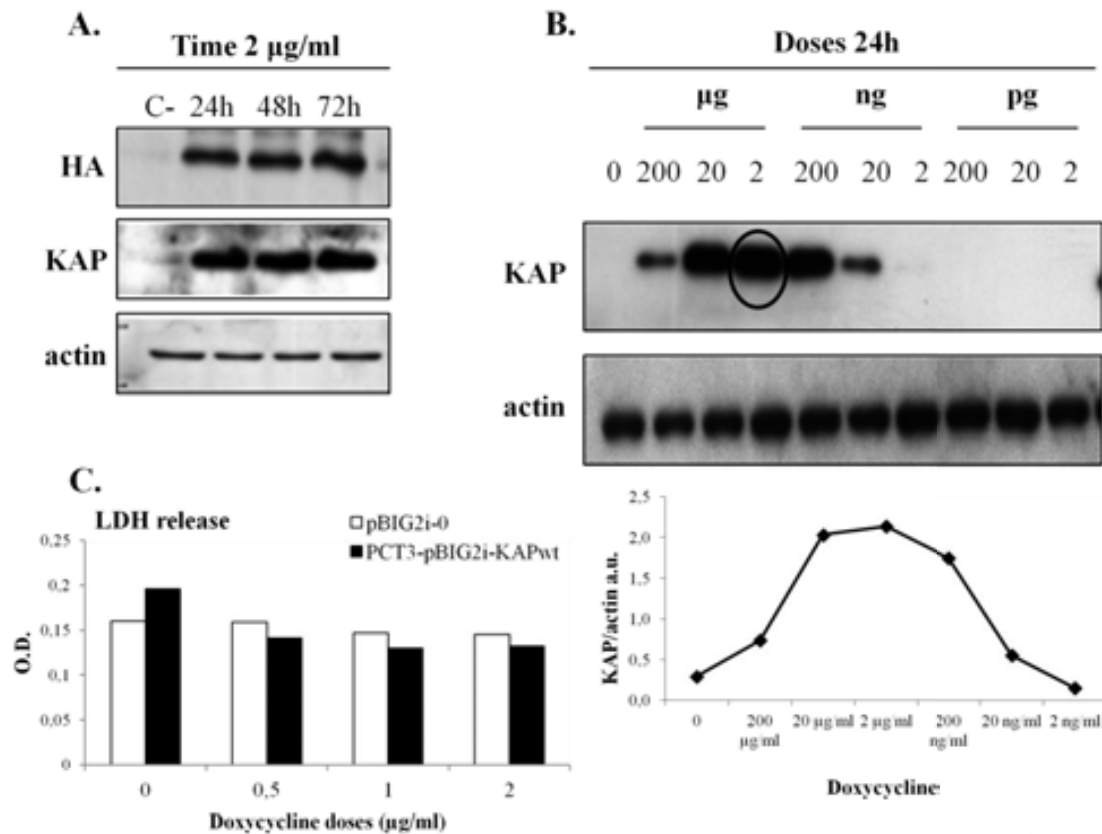 A.
Time 2 µg/ml
C- 24h 48h 72h
HA
KAP
actin
B.
Doses 24h
µg ng pg
0 200 20 2 200 20 2 200 20 2
KAP
actin
C.
LDH release
pBIG2i-0
PCT3-pBIG2i-KAPwt
0,25
0,2
0,15
0,1
0,05
0
O.D.
0 0,5 1 2
Doxycycline doses (µg/ml)
2,5
2,0
1,5
1,0
0,5
0,0
KAP/actin a.u.
0 200 µg/ml 20 µg/ml 2 µg/ml 200 ng/ml 20 ng/ml 2 ng/ml
Doxycycline